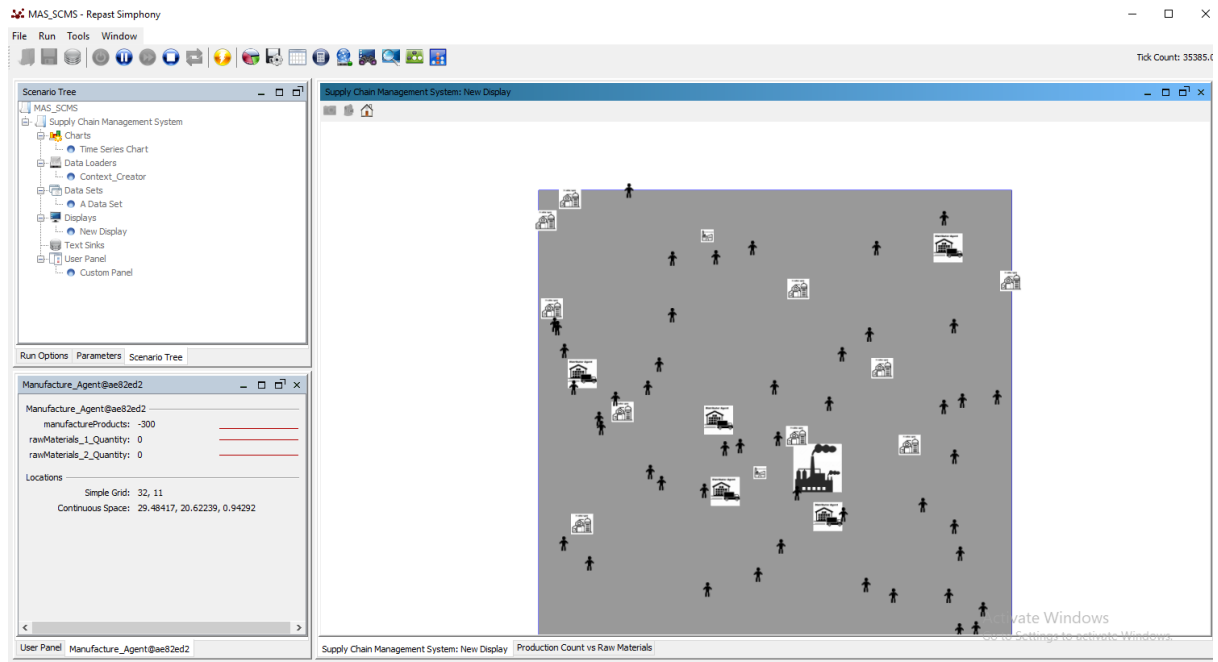 MAS_SCMS - Repast Simphony
File Run Tools Window
Tick Count: 35385.0
Scenario Tree
MAS_SCMS
Supply Chain Management System
Charts
Time Series Chart
Data Loaders
Context_Creator
Data Sets
A Data Set
Displays
New Display
Text Sinks
User Panel
Custom Panel
Run Options Parameters Scenario Tree
Manufacture_Agent@ae82ed2
Manufacture_Agent@ae82ed2
manufactureProducts: -300
rawMaterials_1_Quantity: 0
rawMaterials_2_Quantity: 0
Locations
Simple Grid: 32, 11
Continuous Space: 29.48417, 20.62239, 0.94292
User Panel Manufacture_Agent@ae82ed2
Supply Chain Management System: New Display
Activate Windows
Go to Settings to activate Windows.
Supply Chain Management System: New Display Production Count vs Raw Materials